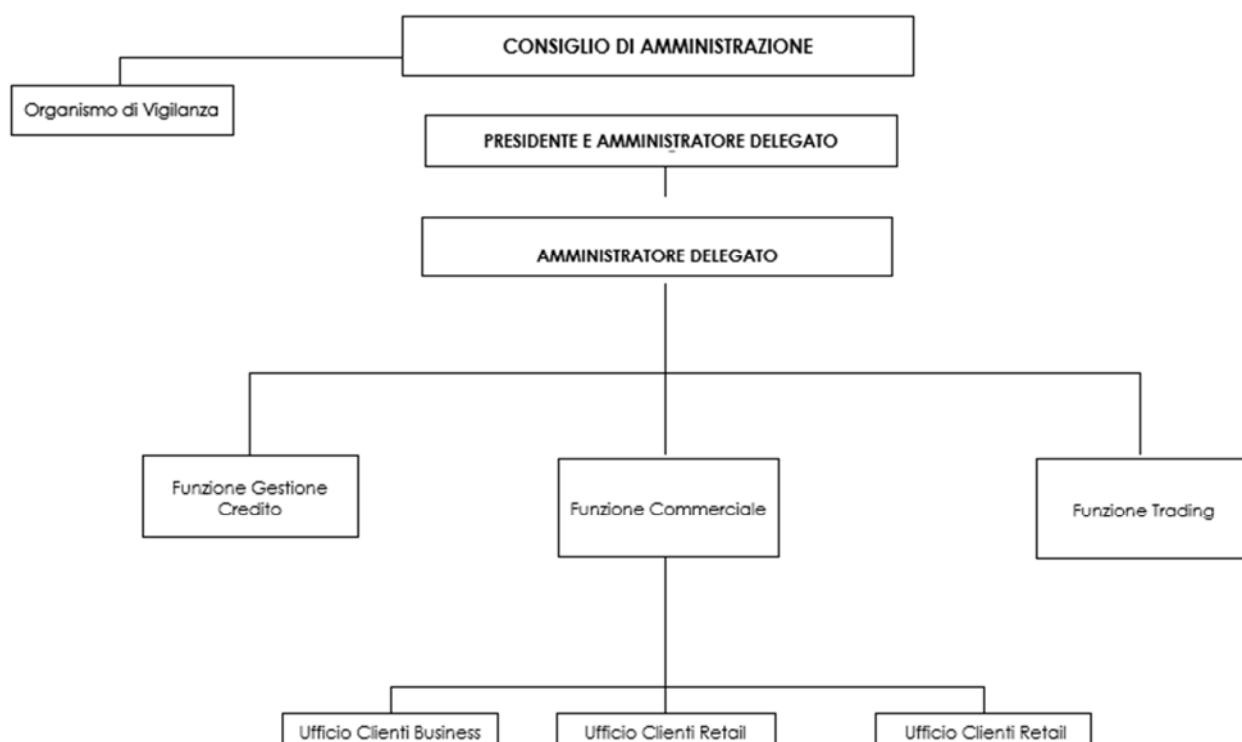 CONSIGLIO DI AMMINISTRAZIONE
Organismo di Vigilanza
PRESIDENTE E AMMINISTRATORE DELEGATO
AMMINISTRATORE DELEGATO
Funzione Gestione
Credito
Funzione Commerciale
Funzione Trading
Ufficio Clienti Business
Ufficio Clienti Retail
Ufficio Clienti Retail